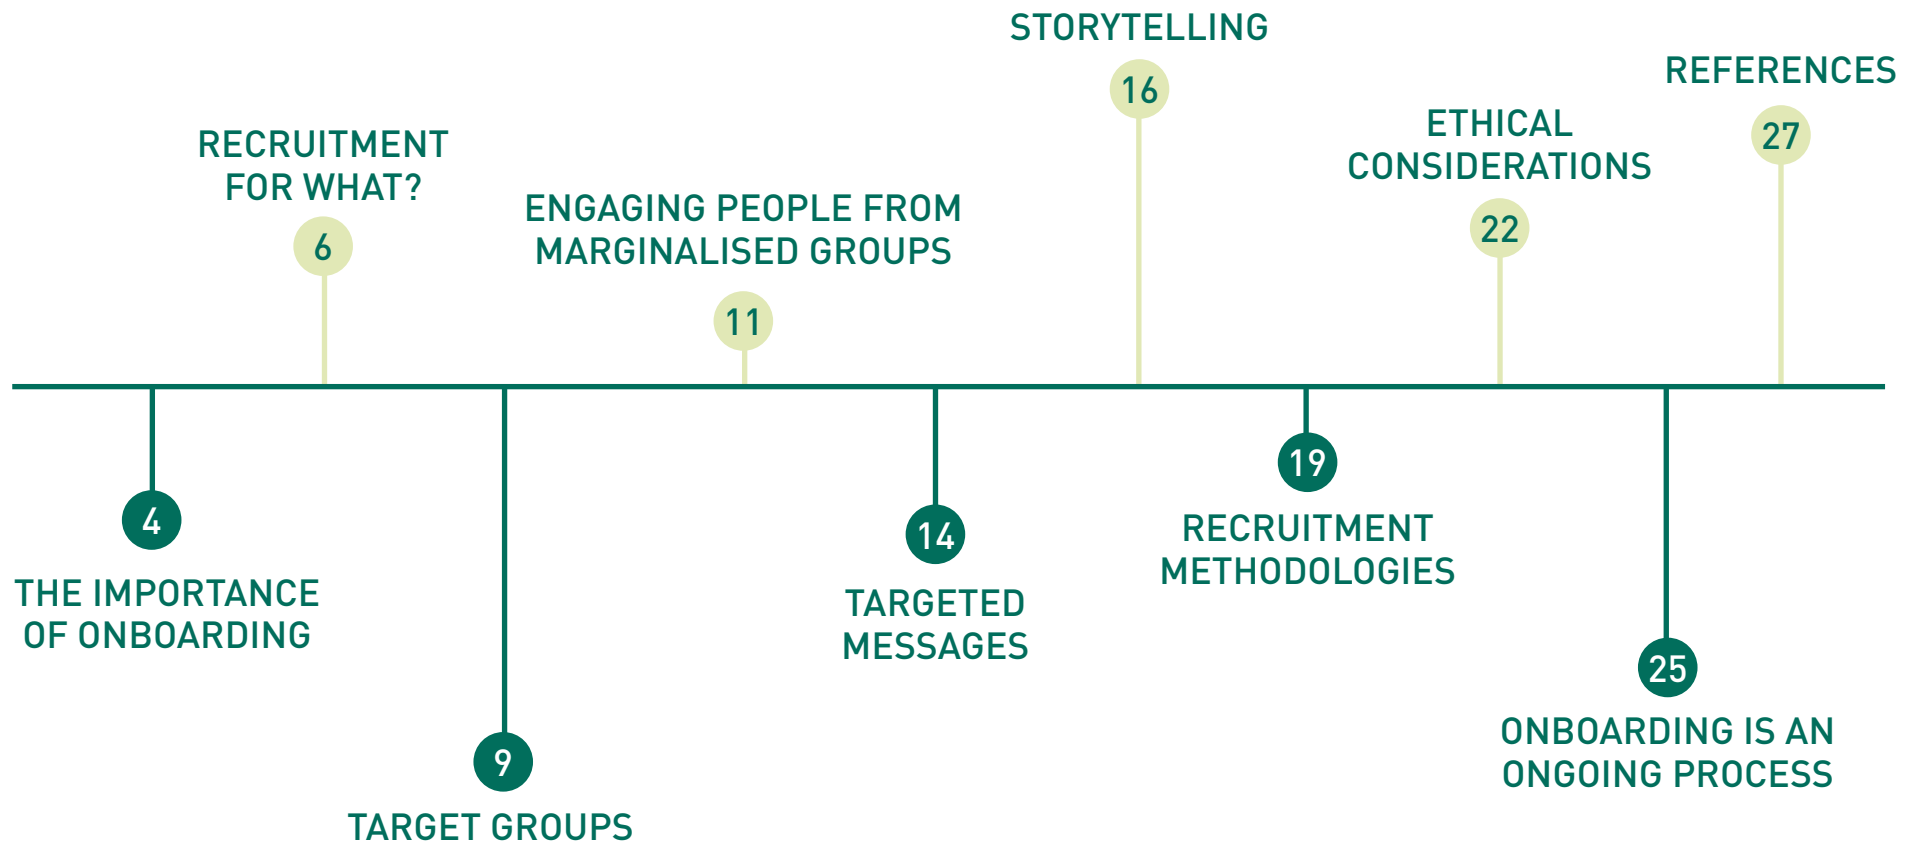 THE IMPORTANCE
OF ONBOARDING
4
RECRUITMENT
FOR WHAT?
6
TARGET GROUPS
9
ENGAGING PEOPLE FROM
MARGINALISED GROUPS
11
TARGETED
MESSAGES
14
STORYTELLING
16
RECRUITMENT
METHODOLOGIES
19
ETHICAL
CONSIDERATIONS
22
ONBOARDING IS AN
ONGOING PROCESS
25
REFERENCES
27